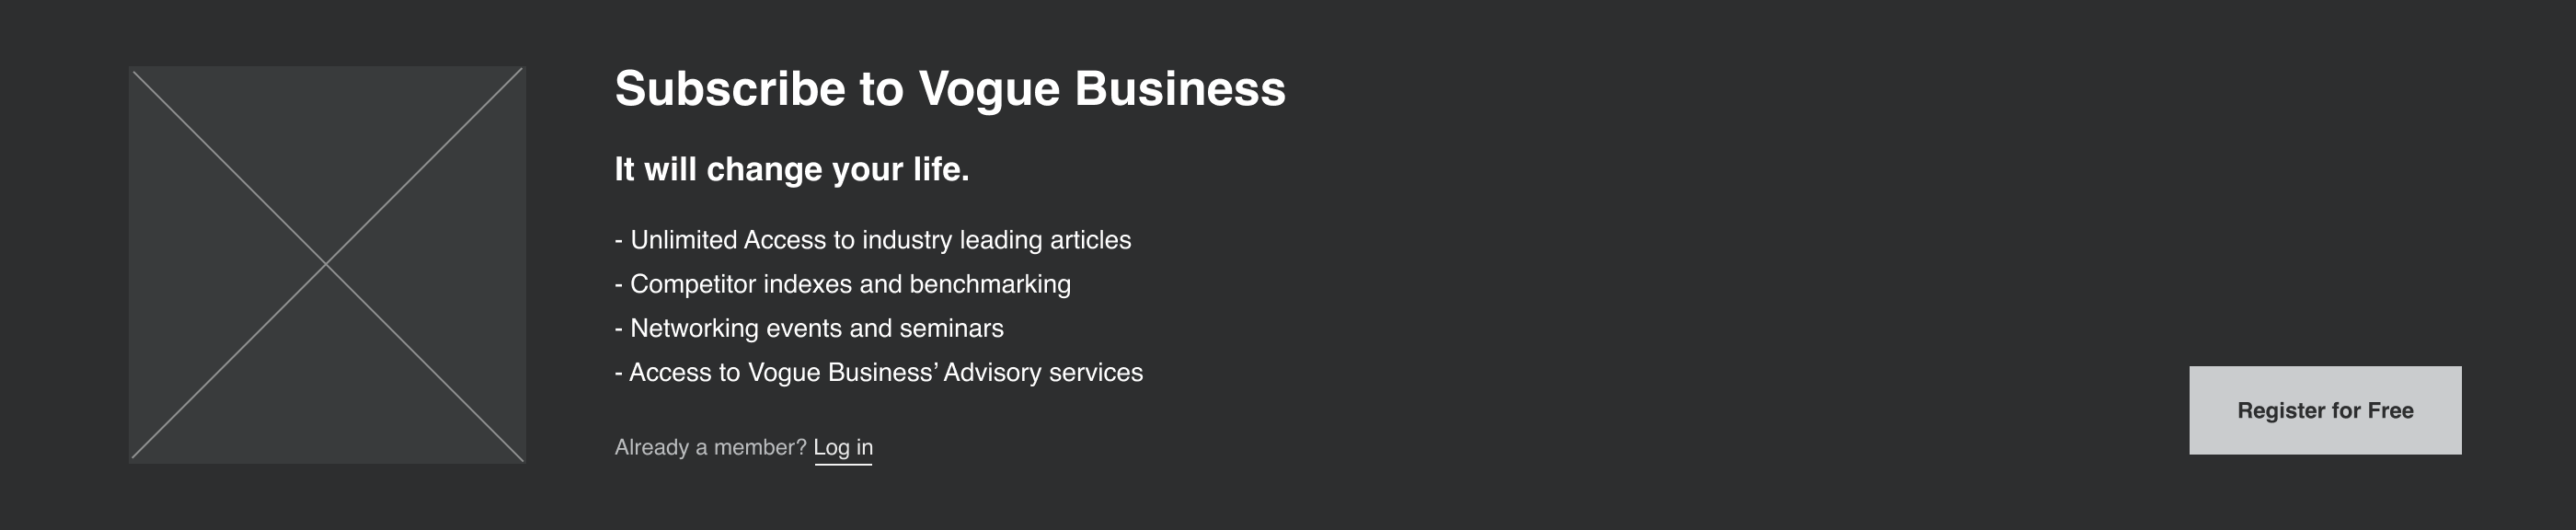 Subscribe to Vogue Business
It will change your life.
- Unlimited Access to industry leading articles
- Competitor indexes and benchmarking
- Networking events and seminars
- Access to Vogue Business’ Advisory services
Already a member? Log in
Register for Free